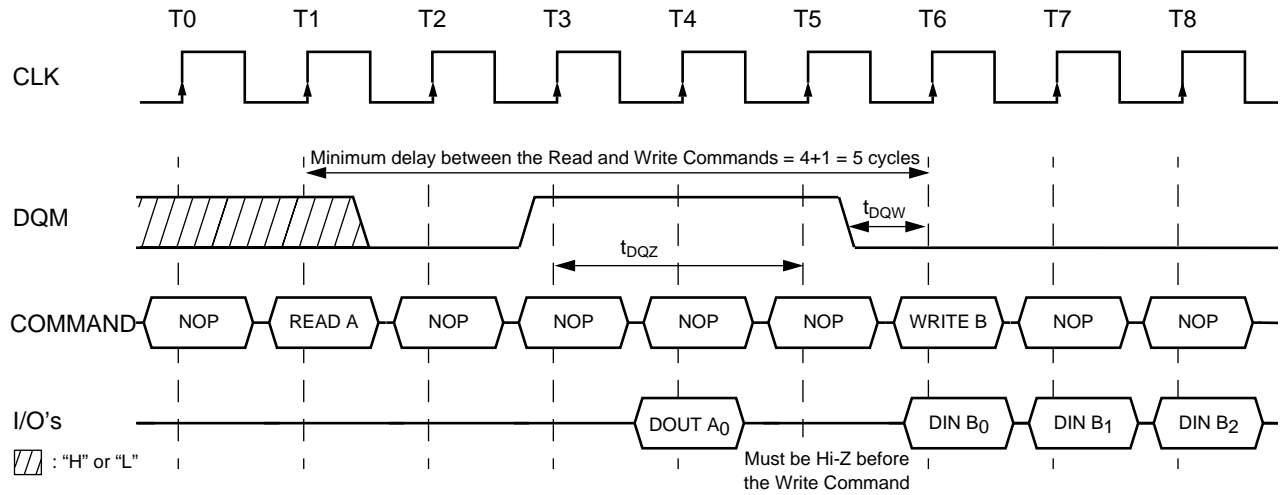 T0 T1 T2 T3 T4 T5 T6 T7 T8
CLK
Minimum delay between the Read and Write Commands = 4+1 = 5 cycles
DQM
tDQW
tDQZ
COMMAND NOP READ A NOP NOP NOP NOP WRITE B NOP NOP
I/O's DOUT A0 DIN B0 DIN B1 DIN B2
: “H” or “L”
Must be Hi-Z before
the Write Command